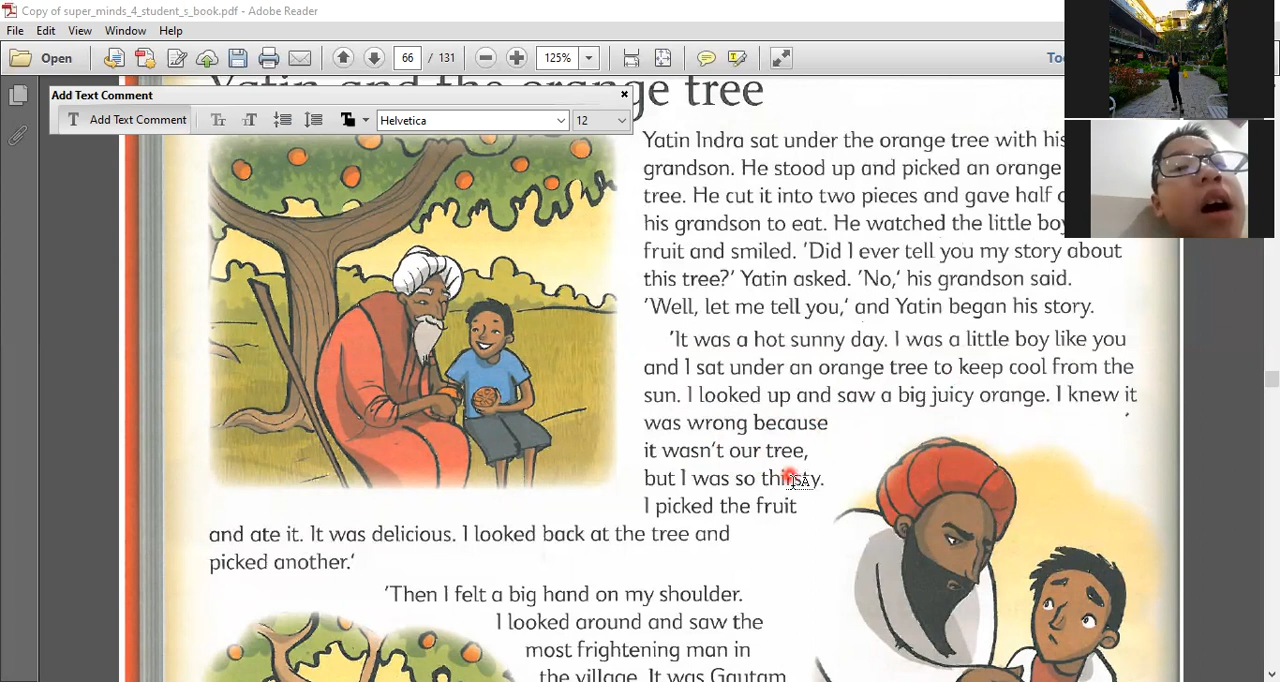 Copy of super_minds_4_student_s_book.pdf - Adobe Reader
File Edit View Window Help
Open 66 / 131 125%
Add Text Comment
Add Text Comment Helvetica 12
Yatin and the orange tree
Yatin Indra sat under the orange tree with his
grandson. He stood up and picked an orange
tree. He cut it into two pieces and gave half
his grandson to eat. He watched the little boy
fruit and smiled. 'Did I ever tell you my story about
this tree?' Yatin asked. 'No,' his grandson said.
'Well, let me tell you,' and Yatin began his story.
'It was a hot sunny day. I was a little boy like you
and I sat under an orange tree to keep cool from the
sun. I looked up and saw a big juicy orange. I knew it
was wrong because
it wasn't our tree,
but I was so thirsty.
I picked the fruit
and ate it. It was delicious. I looked back at the tree and
picked another.'
'Then I felt a big hand on my shoulder.
I looked around and saw the
most frightening man in
the village. It was Gautam